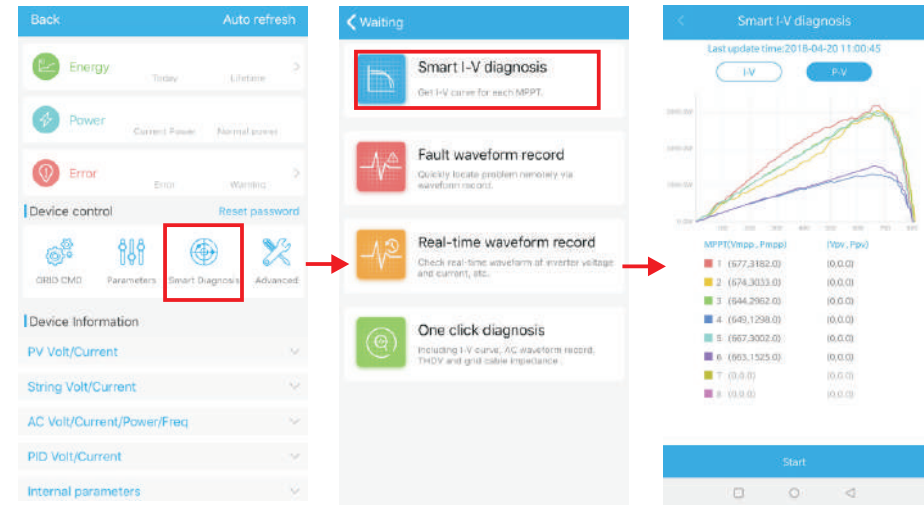 Back
Auto refresh
Energy
Today
Lifetime
Power
Current Power
Normal power
Error
Error
Warning
Device control
Reset password
GRID CMD
Parameters
Smart Diagnosis
Advanced
Device Information
PV Volt/Current
String Volt/Current
AC Volt/Current/Power/Freq
PID Volt/Current
Internal parameters
Waiting
Smart I-V diagnosis
Get I-V curve for each MPPT.
Fault waveform record
Quickly locate problem remotely via
waveform record.
Real-time waveform record
Check real-time waveform of inverter voltage
and current, etc.
One click diagnosis
Including I-V curve, AC waveform record,
THDV and grid cable impedance.
Smart I-V diagnosis
Last update time:2018-04-20 11:00:45
I-V
P-V
MPPT(Vmpp , Pmpp)
(Vpv , Ppv)
1 (677,3182.0)
(0,0.0)
2 (674,3033.0)
(0,0.0)
3 (644,2962.0)
(0,0.0)
4 (649,1298.0)
(0,0.0)
5 (667,3002.0)
(0,0.0)
6 (663,1525.0)
(0,0.0)
7 (0,0.0)
(0,0.0)
8 (0,0.0)
(0,0.0)
Start